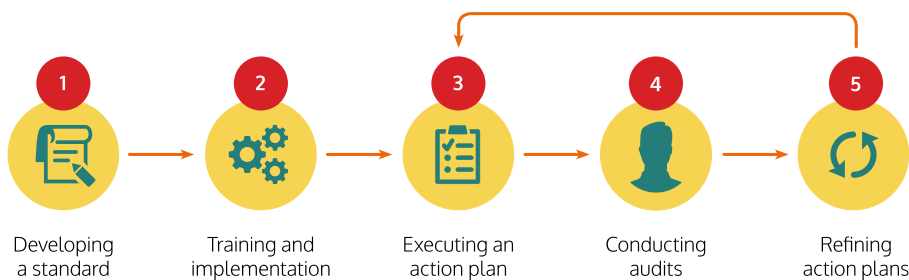 1
2
3
4
5
Developing
a standard
Training and
implementation
Executing an
action plan
Conducting
audits
Refining
action plans